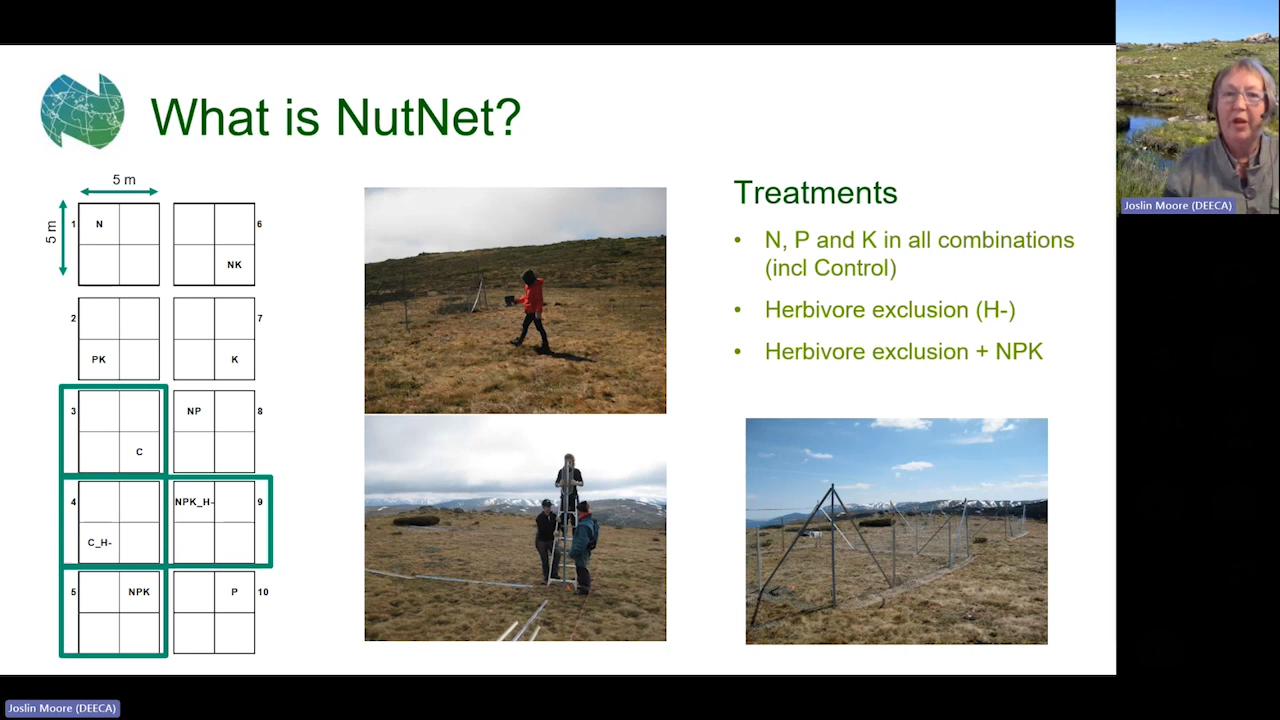 What is NutNet?
5 m
5 m
1
N
6
NK
2
PK
7
K
3
C
8
NP
4
C_H-
9
NPK_H-
5
NPK
10
P
Treatments
• N, P and K in all combinations
(incl Control)
• Herbivore exclusion (H-)
• Herbivore exclusion + NPK
Joslin Moore (DEECA)
Joslin Moore (DEECA)